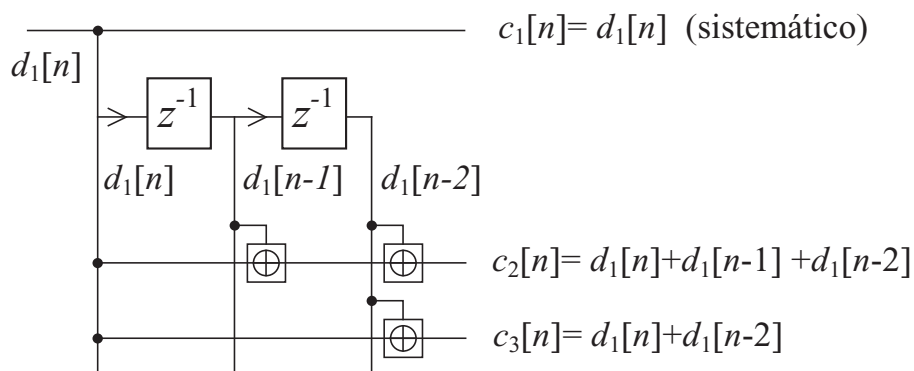 c₁[n]= d₁[n] (sistemático)
d₁[n]
z⁻¹ z⁻¹
d₁[n] d₁[n-1] d₁[n-2]
c₂[n]= d₁[n]+d₁[n-1] +d₁[n-2]
c₃[n]= d₁[n]+d₁[n-2]